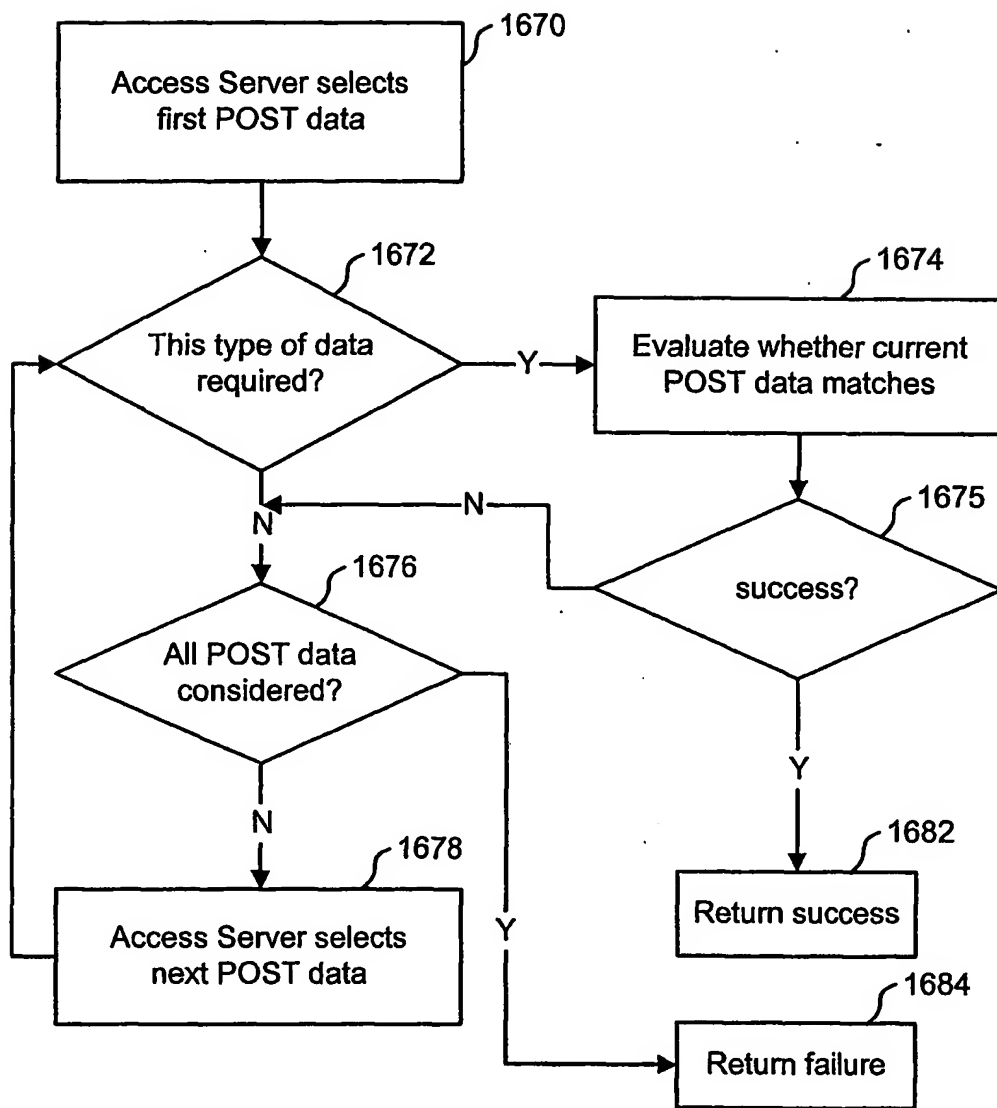 1670
Access Server selects
first POST data
1672
This type of data
required?
Y
1674
Evaluate whether current
POST data matches
N
N
1675
success?
1676
All POST data
considered?
Y
N
1678
Access Server selects
next POST data
Y
1682
Return success
1684
Return failure